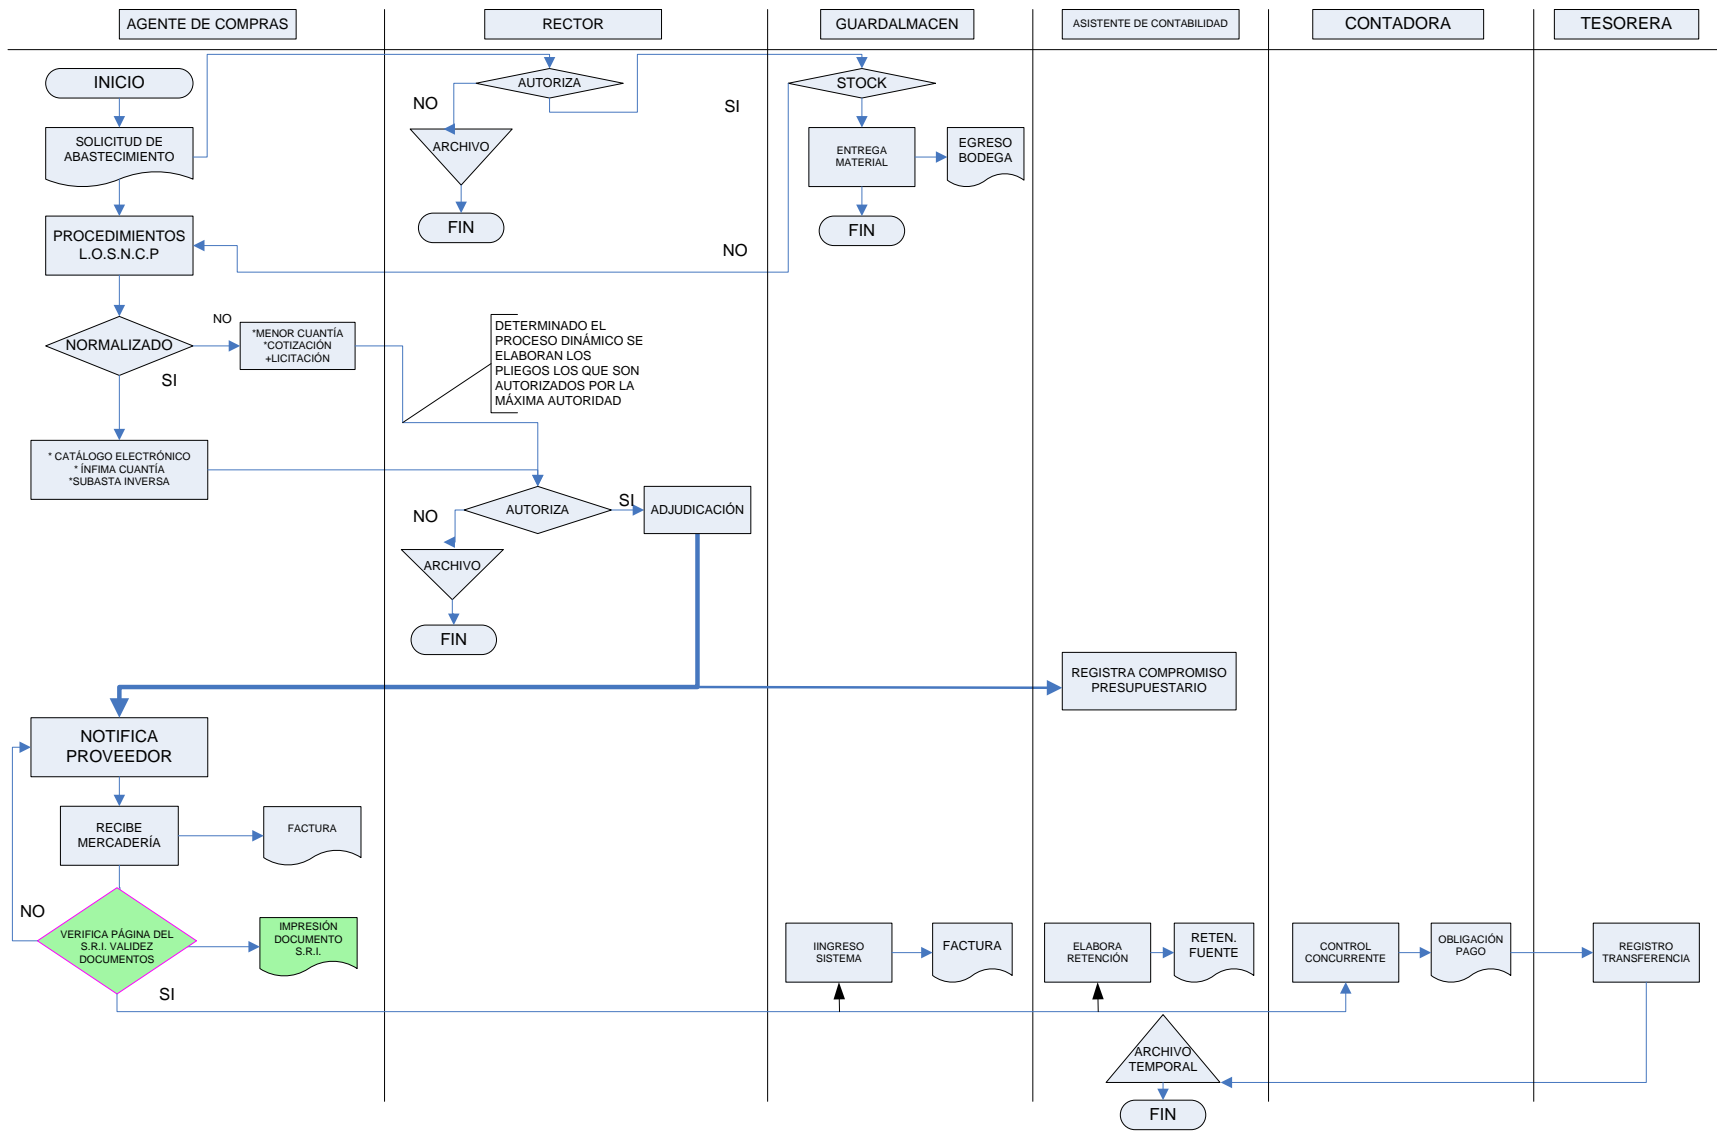 AGENTE DE COMPRAS
RECTOR
GUARDALMACEN
ASISTENTE DE CONTABILIDAD
CONTADORA
TESORERA
INICIO
AUTORIZA
STOCK
NO
SI
SOLICITUD DE
ABASTECIMIENTO
ARCHIVO
ENTREGA
MATERIAL
EGRESO
BODEGA
FIN
FIN
PROCEDIMIENTOS
L.O.S.N.C.P
NO
NORMALIZADO
NO
SI
*MENOR CUANTÍA
*COTIZACIÓN
+LICITACIÓN
DETERMINADO EL
PROCESO DINÁMICO SE
ELABORAN LOS
PLIEGOS LOS QUE SON
AUTORIZADOS POR LA
MÁXIMA AUTORIDAD
* CATÁLOGO ELECTRÓNICO
* ÍNFIMA CUANTÍA
*SUBASTA INVERSA
NO
AUTORIZA
SI
ADJUDICACIÓN
ARCHIVO
FIN
REGISTRA COMPROMISO
PRESUPUESTARIO
NOTIFICA
PROVEEDOR
RECIBE
MERCADERÍA
FACTURA
NO
VERIFICA PÁGINA DEL
S.R.I. VALIDEZ
DOCUMENTOS
IMPRESIÓN
DOCUMENTO
S.R.I.
SI
IINGRESO
SISTEMA
FACTURA
ELABORA
RETENCIÓN
RETEN.
FUENTE
CONTROL
CONCURRENTE
OBLIGACIÓN
PAGO
REGISTRO
TRANSFERENCIA
ARCHIVO
TEMPORAL
FIN